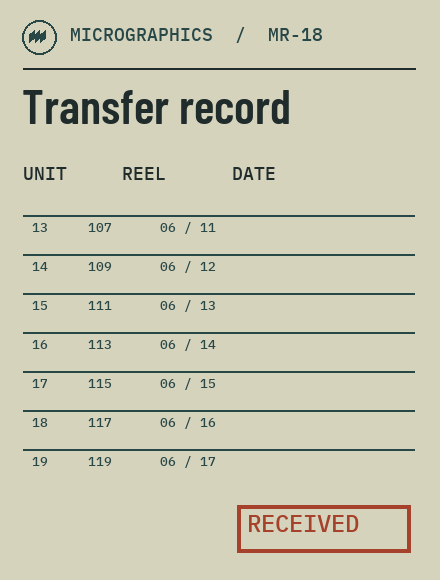 MICROGRAPHICS / MR-18
Transfer record
UNIT REEL DATE
13 107 06 / 11
14 109 06 / 12
15 111 06 / 13
16 113 06 / 14
17 115 06 / 15
18 117 06 / 16
19 119 06 / 17
RECEIVED